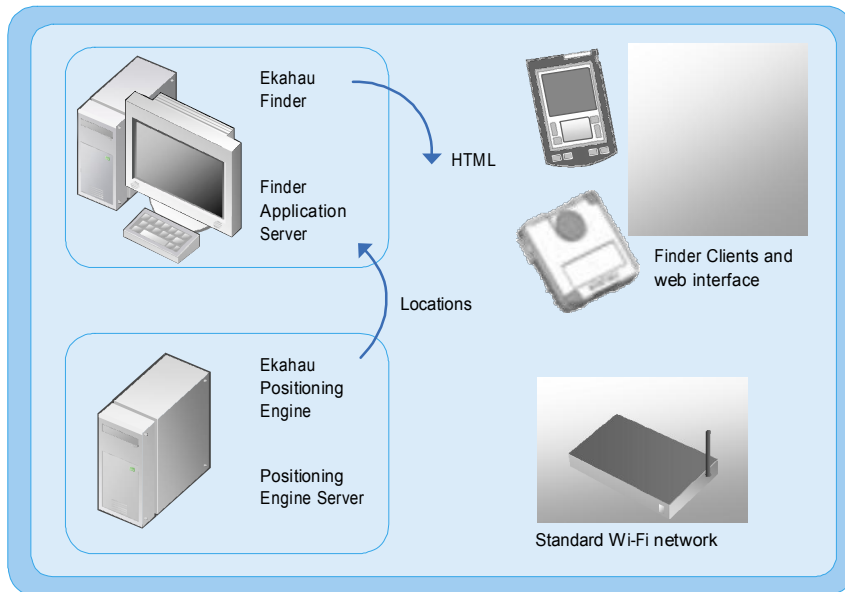 Ekahau
Finder
Finder
Application
Server
HTML
Finder Clients and
web interface
Locations
Ekahau
Positioning
Engine
Positioning
Engine Server
Standard Wi-Fi network